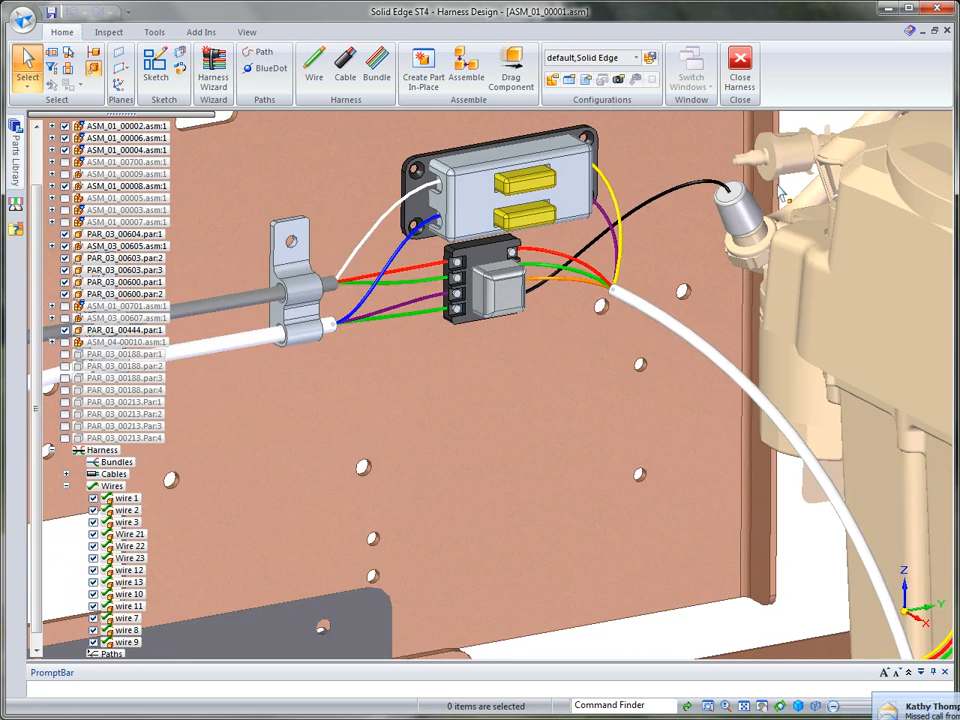 Solid Edge ST4 - Harness Design - [ASM_01_00001.asm]
Home Inspect Tools Add Ins View
Select
Select
Planes
Sketch
Sketch
Harness Wizard
Wizard
Path
BlueDot
Paths
Wire
Cable
Bundle
Harness
Create Part In-Place
Assemble
Drag Component
Assembly
default,Solid Edge
Configurations
Switch Windows
Window
Close Harness
Close
Parts Library
ASM_01_00002.asm:1
ASM_01_00006.asm:1
ASM_01_00004.asm:1
ASM_01_00700.asm:1
ASM_01_00009.asm:1
ASM_01_00008.asm:1
ASM_01_00005.asm:1
ASM_01_00003.asm:1
ASM_01_00007.asm:1
PAR_03_00604.par:1
ASM_03_00605.asm:1
PAR_03_00603.par:2
PAR_03_00603.par:3
PAR_03_00600.par:1
PAR_03_00600.par:2
ASM_01_00701.asm:1
ASM_03_00607.asm:1
PAR_01_00444.par:1
ASM_04-00010.asm:1
PAR_03_00188.par:1
PAR_03_00188.par:2
PAR_03_00188.par:3
PAR_03_00188.par:4
PAR_03_00213.Par:1
PAR_03_00213.Par:2
PAR_03_00213.Par:3
PAR_03_00213.Par:4
Harness
Bundles
Cables
Wires
wire 1
wire 2
wire 3
Wire 21
Wire 22
Wire 23
wire 12
wire 13
wire 10
wire 11
wire 7
wire 8
wire 9
Paths
Z
Y
X
PromptBar
0 items are selected
Command Finder
Kathy Thomp
Missed call from